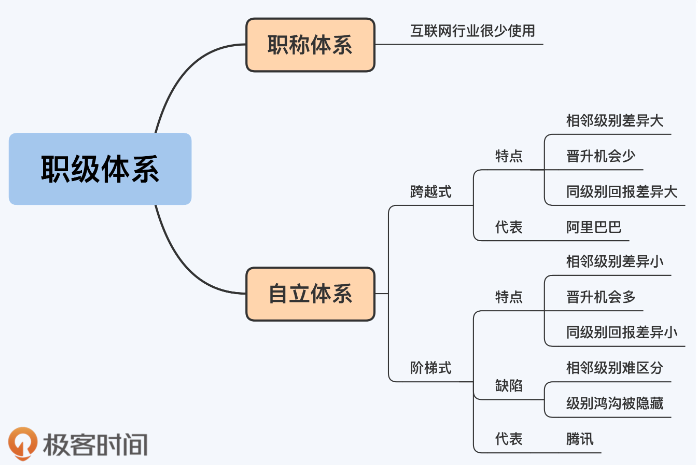 职级体系
职称体系
互联网行业很少使用
自立体系
跨越式
特点
相邻级别差异大
晋升机会少
同级别回报差异大
代表
阿里巴巴
阶梯式
特点
相邻级别差异小
晋升机会多
同级别回报差异小
缺陷
相邻级别难区分
级别鸿沟被隐藏
代表
腾讯
极客时间